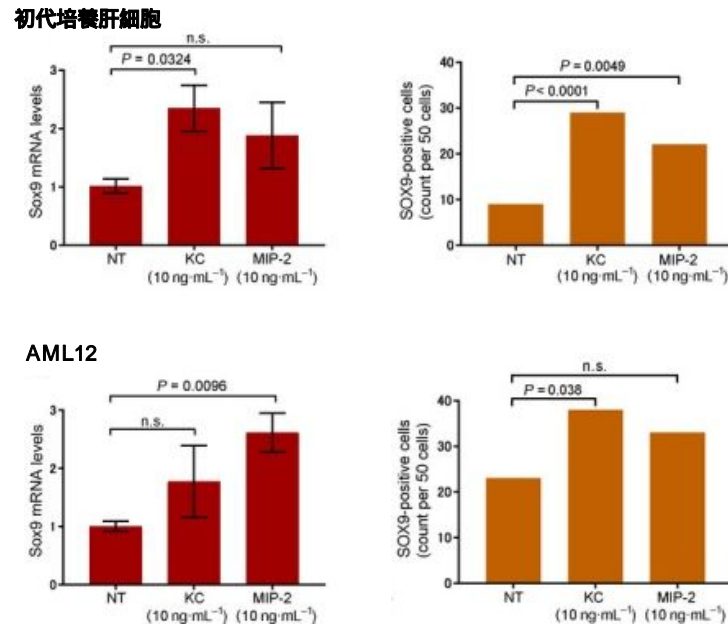 初代培養肝細胞
n.s.
P = 0.0324
3
2
1
0
Sox9 mRNA levels
NT
KC
MIP-2
(10 ng·mL⁻¹) (10 ng·mL⁻¹)
P = 0.0049
P < 0.0001
40
30
20
10
0
SOX9-positive cells
(count per 50 cells)
NT
KC
MIP-2
(10 ng·mL⁻¹) (10 ng·mL⁻¹)
AML12
P = 0.0096
n.s.
3
2
1
0
Sox9 mRNA levels
NT
KC
MIP-2
(10 ng·mL⁻¹) (10 ng·mL⁻¹)
n.s.
P = 0.038
40
30
20
10
0
SOX9-positive cells
(count per 50 cells)
NT
KC
MIP-2
(10 ng·mL⁻¹) (10 ng·mL⁻¹)